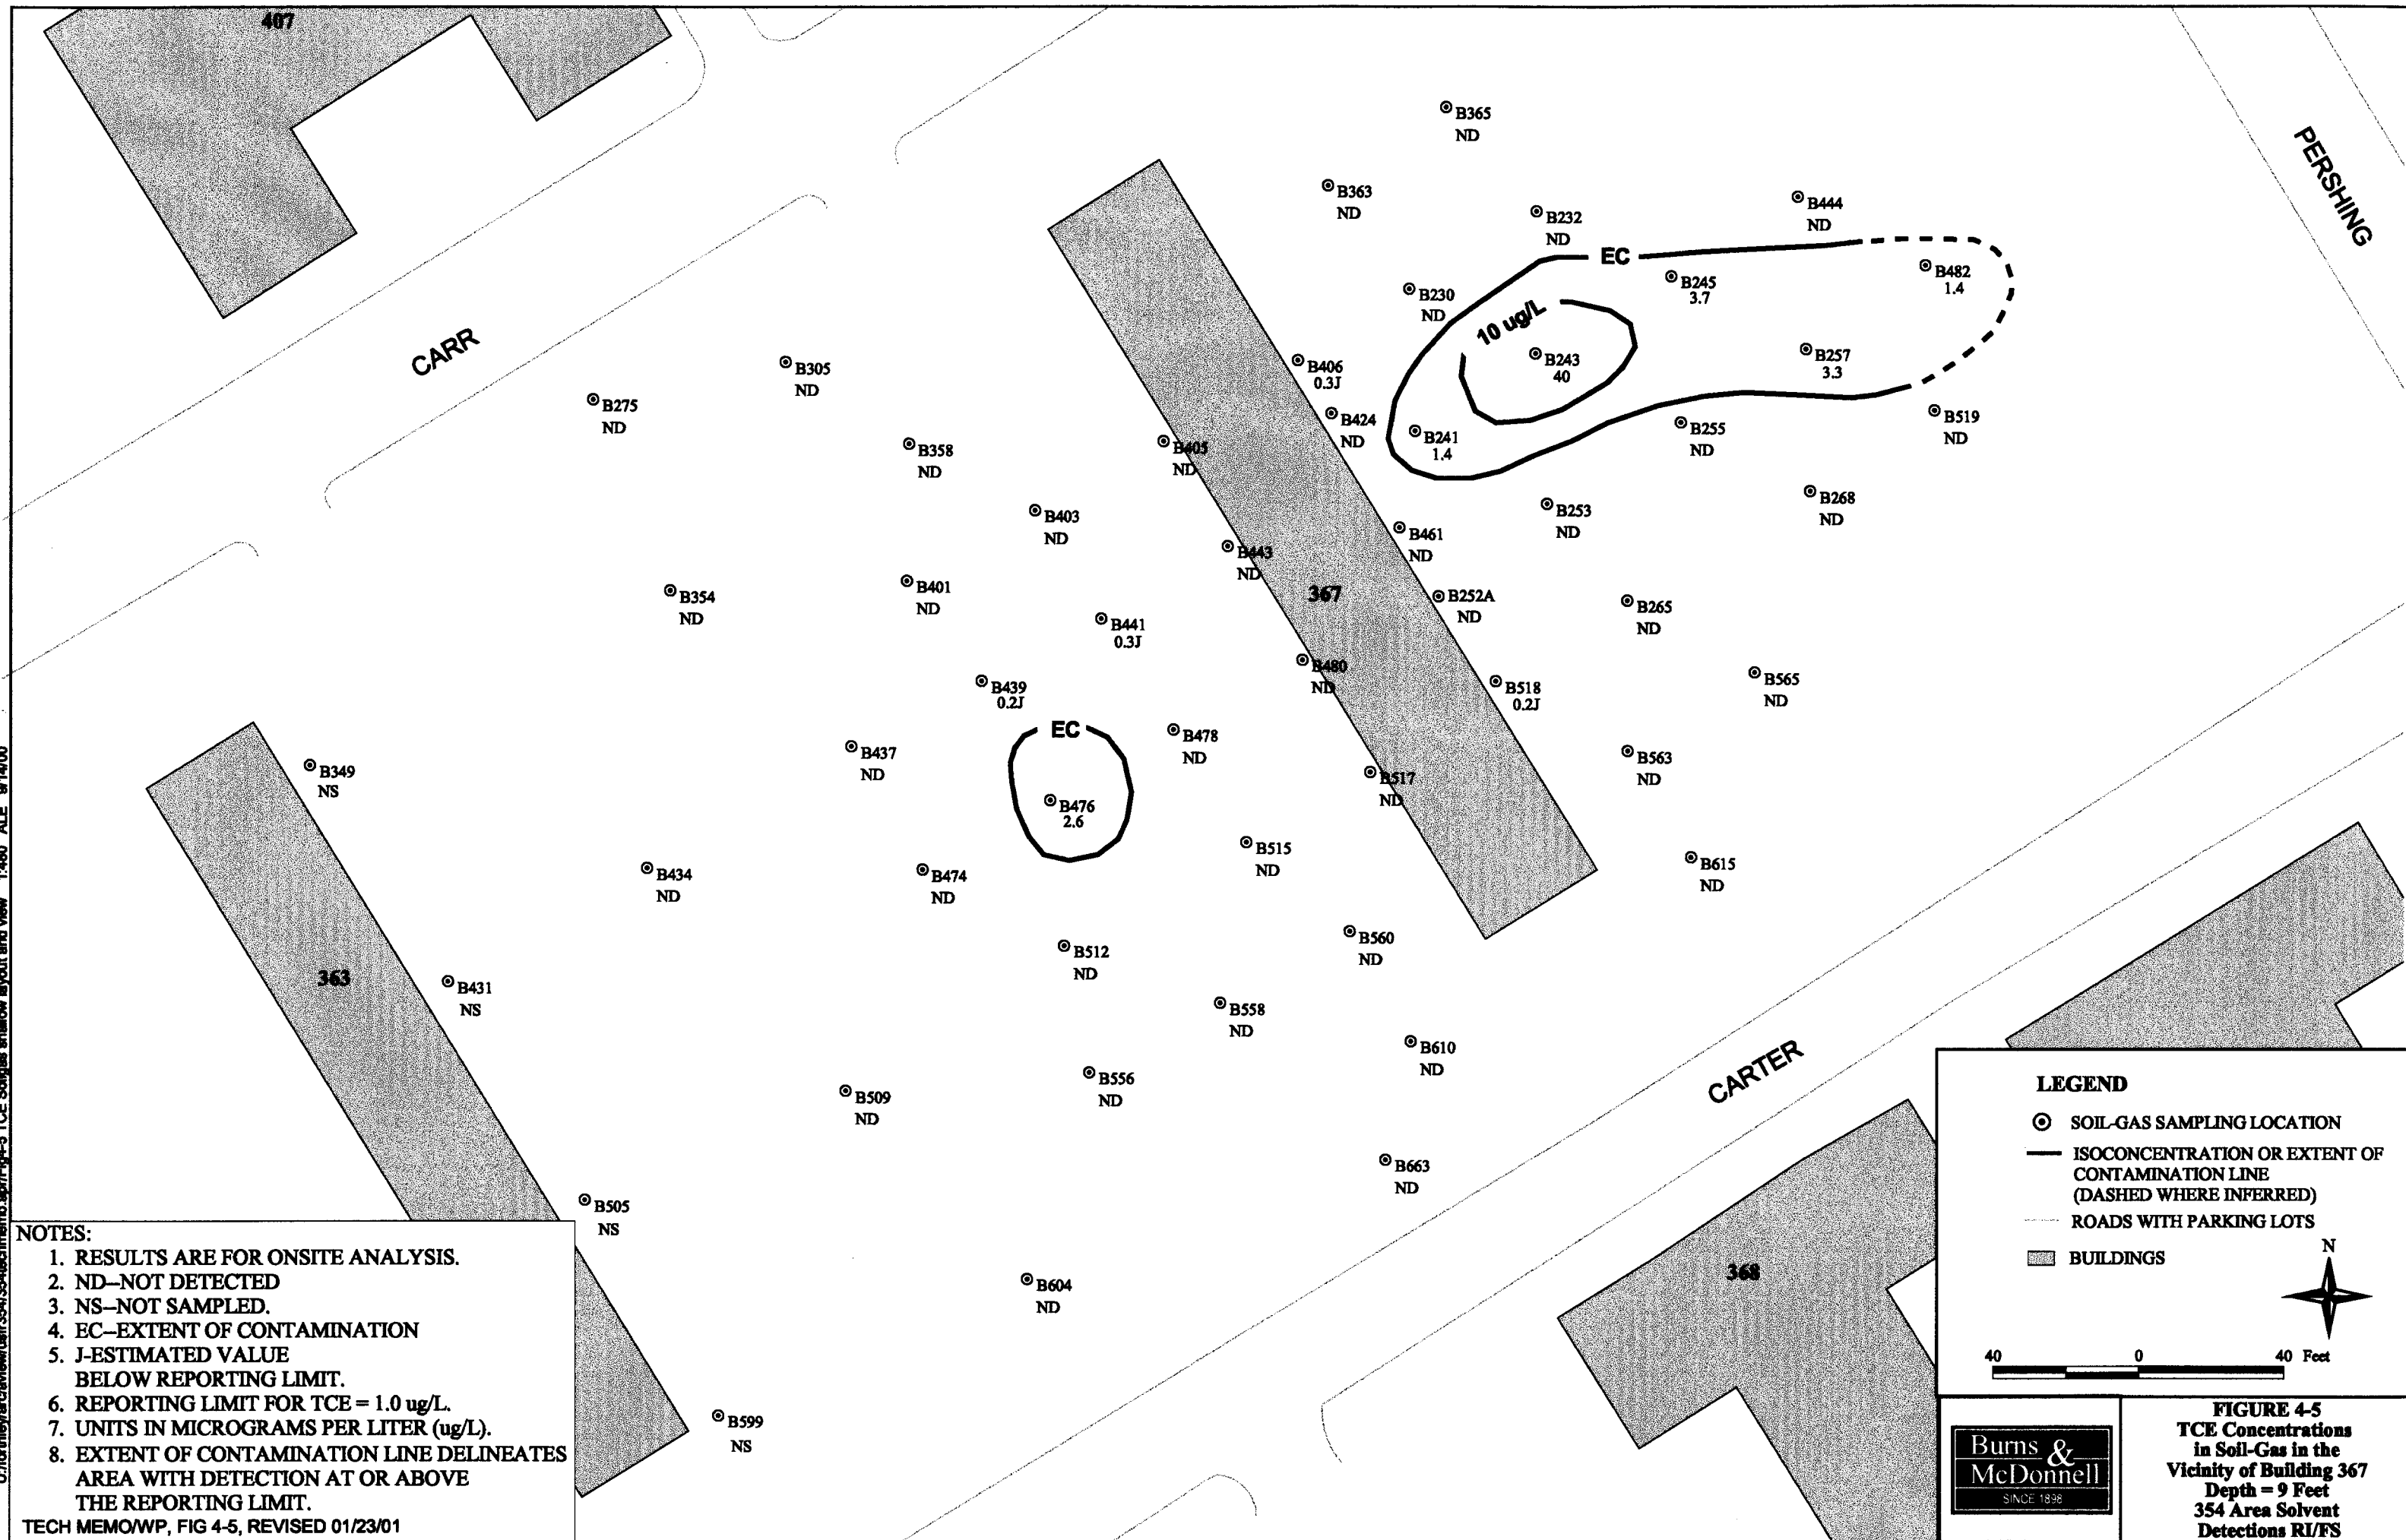 407
B365
ND
PERSHING
B363
ND
B232
ND
B444
ND
EC
B245
3.7
B482
1.4
B230
ND
10 ug/L
CARR
B243
40
B257
3.3
B305
ND
B406
0.3J
B275
ND
B424
ND
B241
1.4
B255
ND
B519
ND
B358
ND
B405
ND
B403
ND
B268
ND
B253
ND
B461
ND
B443
ND
B401
ND
B354
ND
367
B252A
ND
B265
ND
B441
0.3J
B480
ND
B565
ND
B439
0.2J
B518
0.2J
EC
B478
ND
B437
ND
B563
ND
B349
NS
B517
ND
B476
2.6
B515
ND
B615
ND
B434
ND
B474
ND
B560
ND
B512
ND
363
B431
NS
B558
ND
B610
ND
B556
ND
CARTER
B509
ND
B663
ND
B505
NS
368
B604
ND
B599
NS
NOTES:
1. RESULTS ARE FOR ONSITE ANALYSIS.
2. ND--NOT DETECTED
3. NS--NOT SAMPLED.
4. EC--EXTENT OF CONTAMINATION
5. J-ESTIMATED VALUE
BELOW REPORTING LIMIT.
6. REPORTING LIMIT FOR TCE = 1.0 ug/L.
7. UNITS IN MICROGRAMS PER LITER (ug/L).
8. EXTENT OF CONTAMINATION LINE DELINEATES
AREA WITH DETECTION AT OR ABOVE
THE REPORTING LIMIT.
TECH MEMO/WP, FIG 4-5, REVISED 01/23/01
LEGEND
SOIL-GAS SAMPLING LOCATION
ISOCONCENTRATION OR EXTENT OF
CONTAMINATION LINE
(DASHED WHERE INFERRED)
ROADS WITH PARKING LOTS
BUILDINGS
N
40 0 40 Feet
Burns &
McDonnell
SINCE 1898
FIGURE 4-5
TCE Concentrations
in Soil-Gas in the
Vicinity of Building 367
Depth = 9 Feet
354 Area Solvent
Detections RI/FS